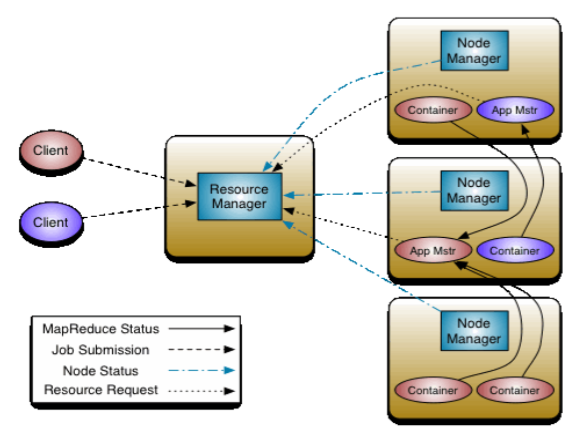 Client
Client
Resource
Manager
Node
Manager
Container
App Mstr
Node
Manager
App Mstr
Container
Node
Manager
Container
Container
MapReduce Status
Job Submission
Node Status
Resource Request